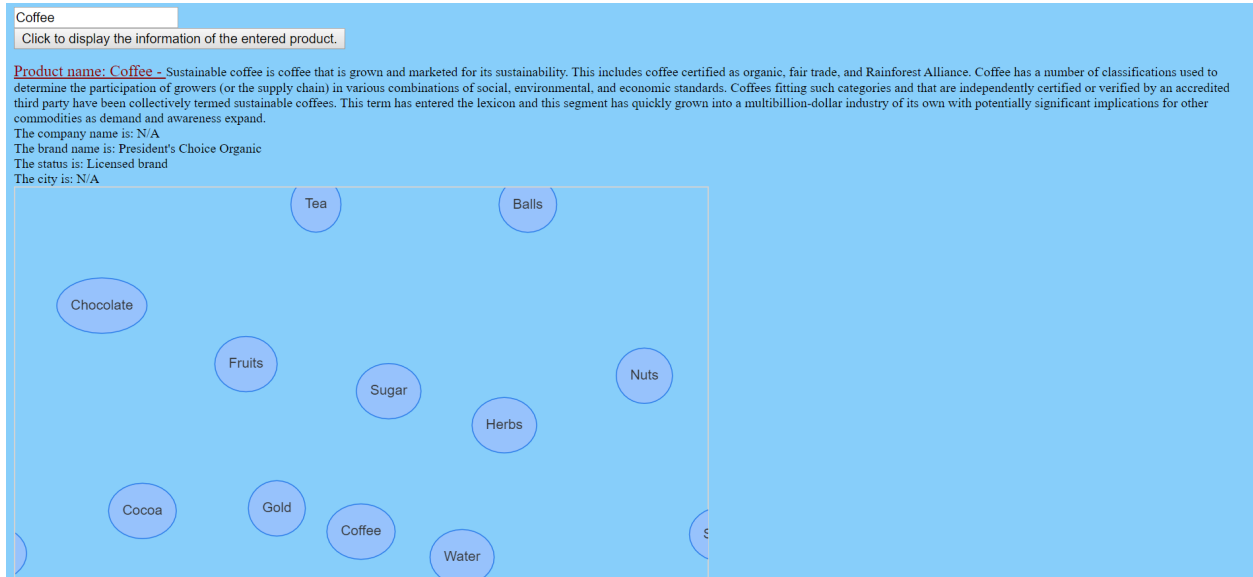 Coffee
Click to display the information of the entered product.
Product name: Coffee - Sustainable coffee is coffee that is grown and marketed for its sustainability. This includes coffee certified as organic, fair trade, and Rainforest Alliance. Coffee has a number of classifications used to
determine the participation of growers (or the supply chain) in various combinations of social, environmental, and economic standards. Coffees fitting such categories and that are independently certified or verified by an accredited
third party have been collectively termed sustainable coffees. This term has entered the lexicon and this segment has quickly grown into a multibillion-dollar industry of its own with potentially significant implications for other
commodities as demand and awareness expand.
The company name is: N/A
The brand name is: President's Choice Organic
The status is: Licensed brand
The city is: N/A
Tea
Balls
Chocolate
Fruits
Sugar
Nuts
Herbs
Cocoa
Gold
Coffee
Water